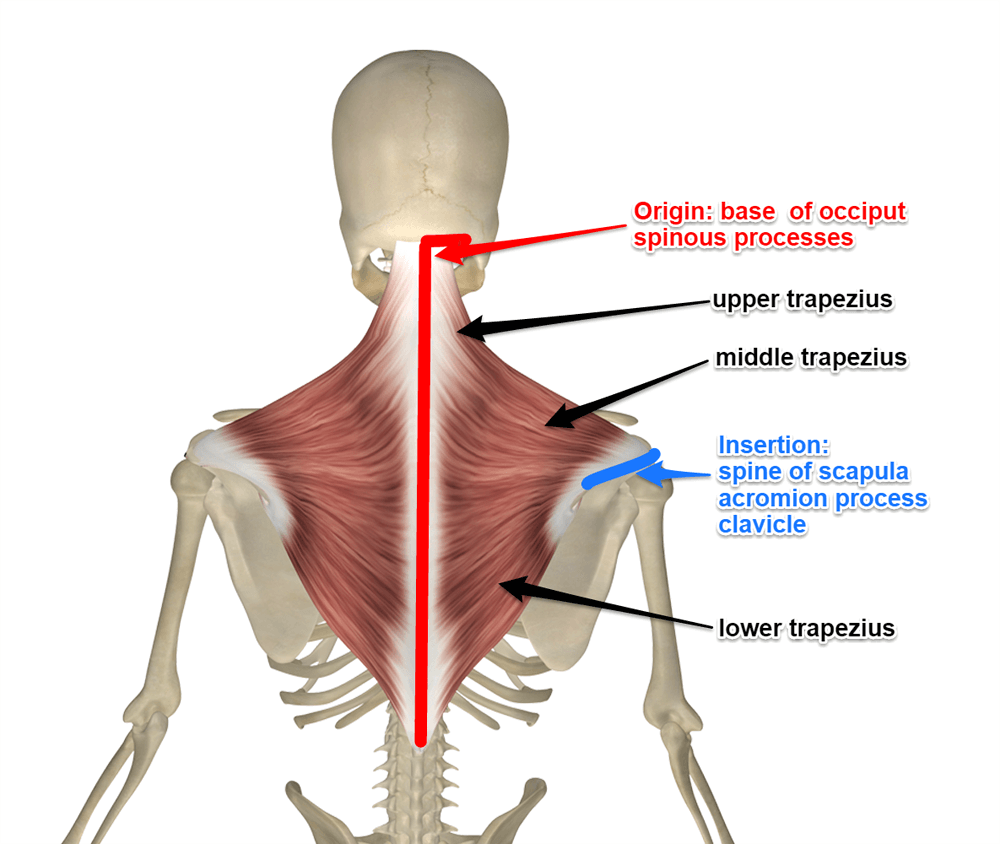 Origin: base of occiput
spinous processes
upper trapezius
middle trapezius
Insertion:
spine of scapula
acromion process
clavicle
lower trapezius